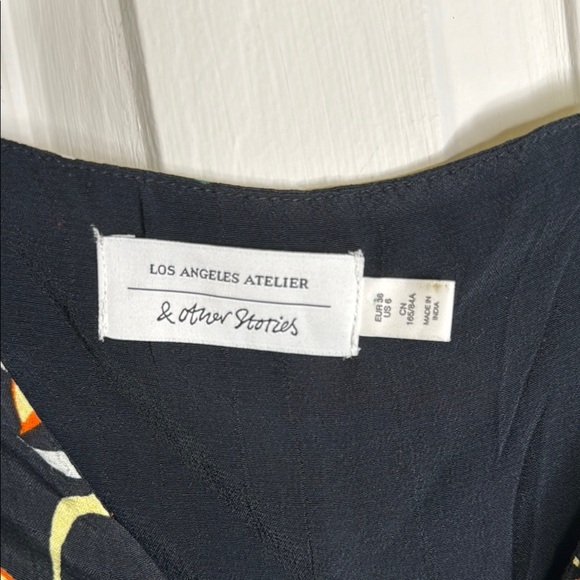 LOS ANGELES ATELIER
& other Stories
EUR 36
US 6
CN
165/84A
MADE IN
INDIA